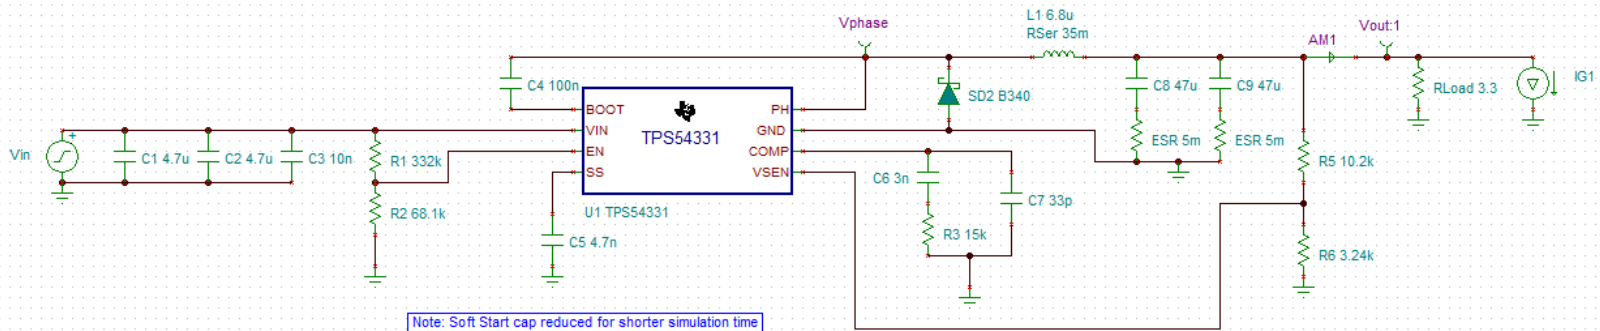 Vphase
L1 6.8u
RSer 35m
Vout:1
AM1
IG1
C4 100n
SD2 B340
C8 47u
C9 47u
RLoad 3.3
BOOT
PH
VIN
GND
TPS54331
EN
COMP
SS
VSEN
Vin
C1 4.7u
C2 4.7u
C3 10n
R1 332k
ESR 5m
ESR 5m
R5 10.2k
C6 3n
C7 33p
R2 68.1k
U1 TPS54331
R3 15k
C5 4.7n
R6 3.24k
Note: Soft Start cap reduced for shorter simulation time